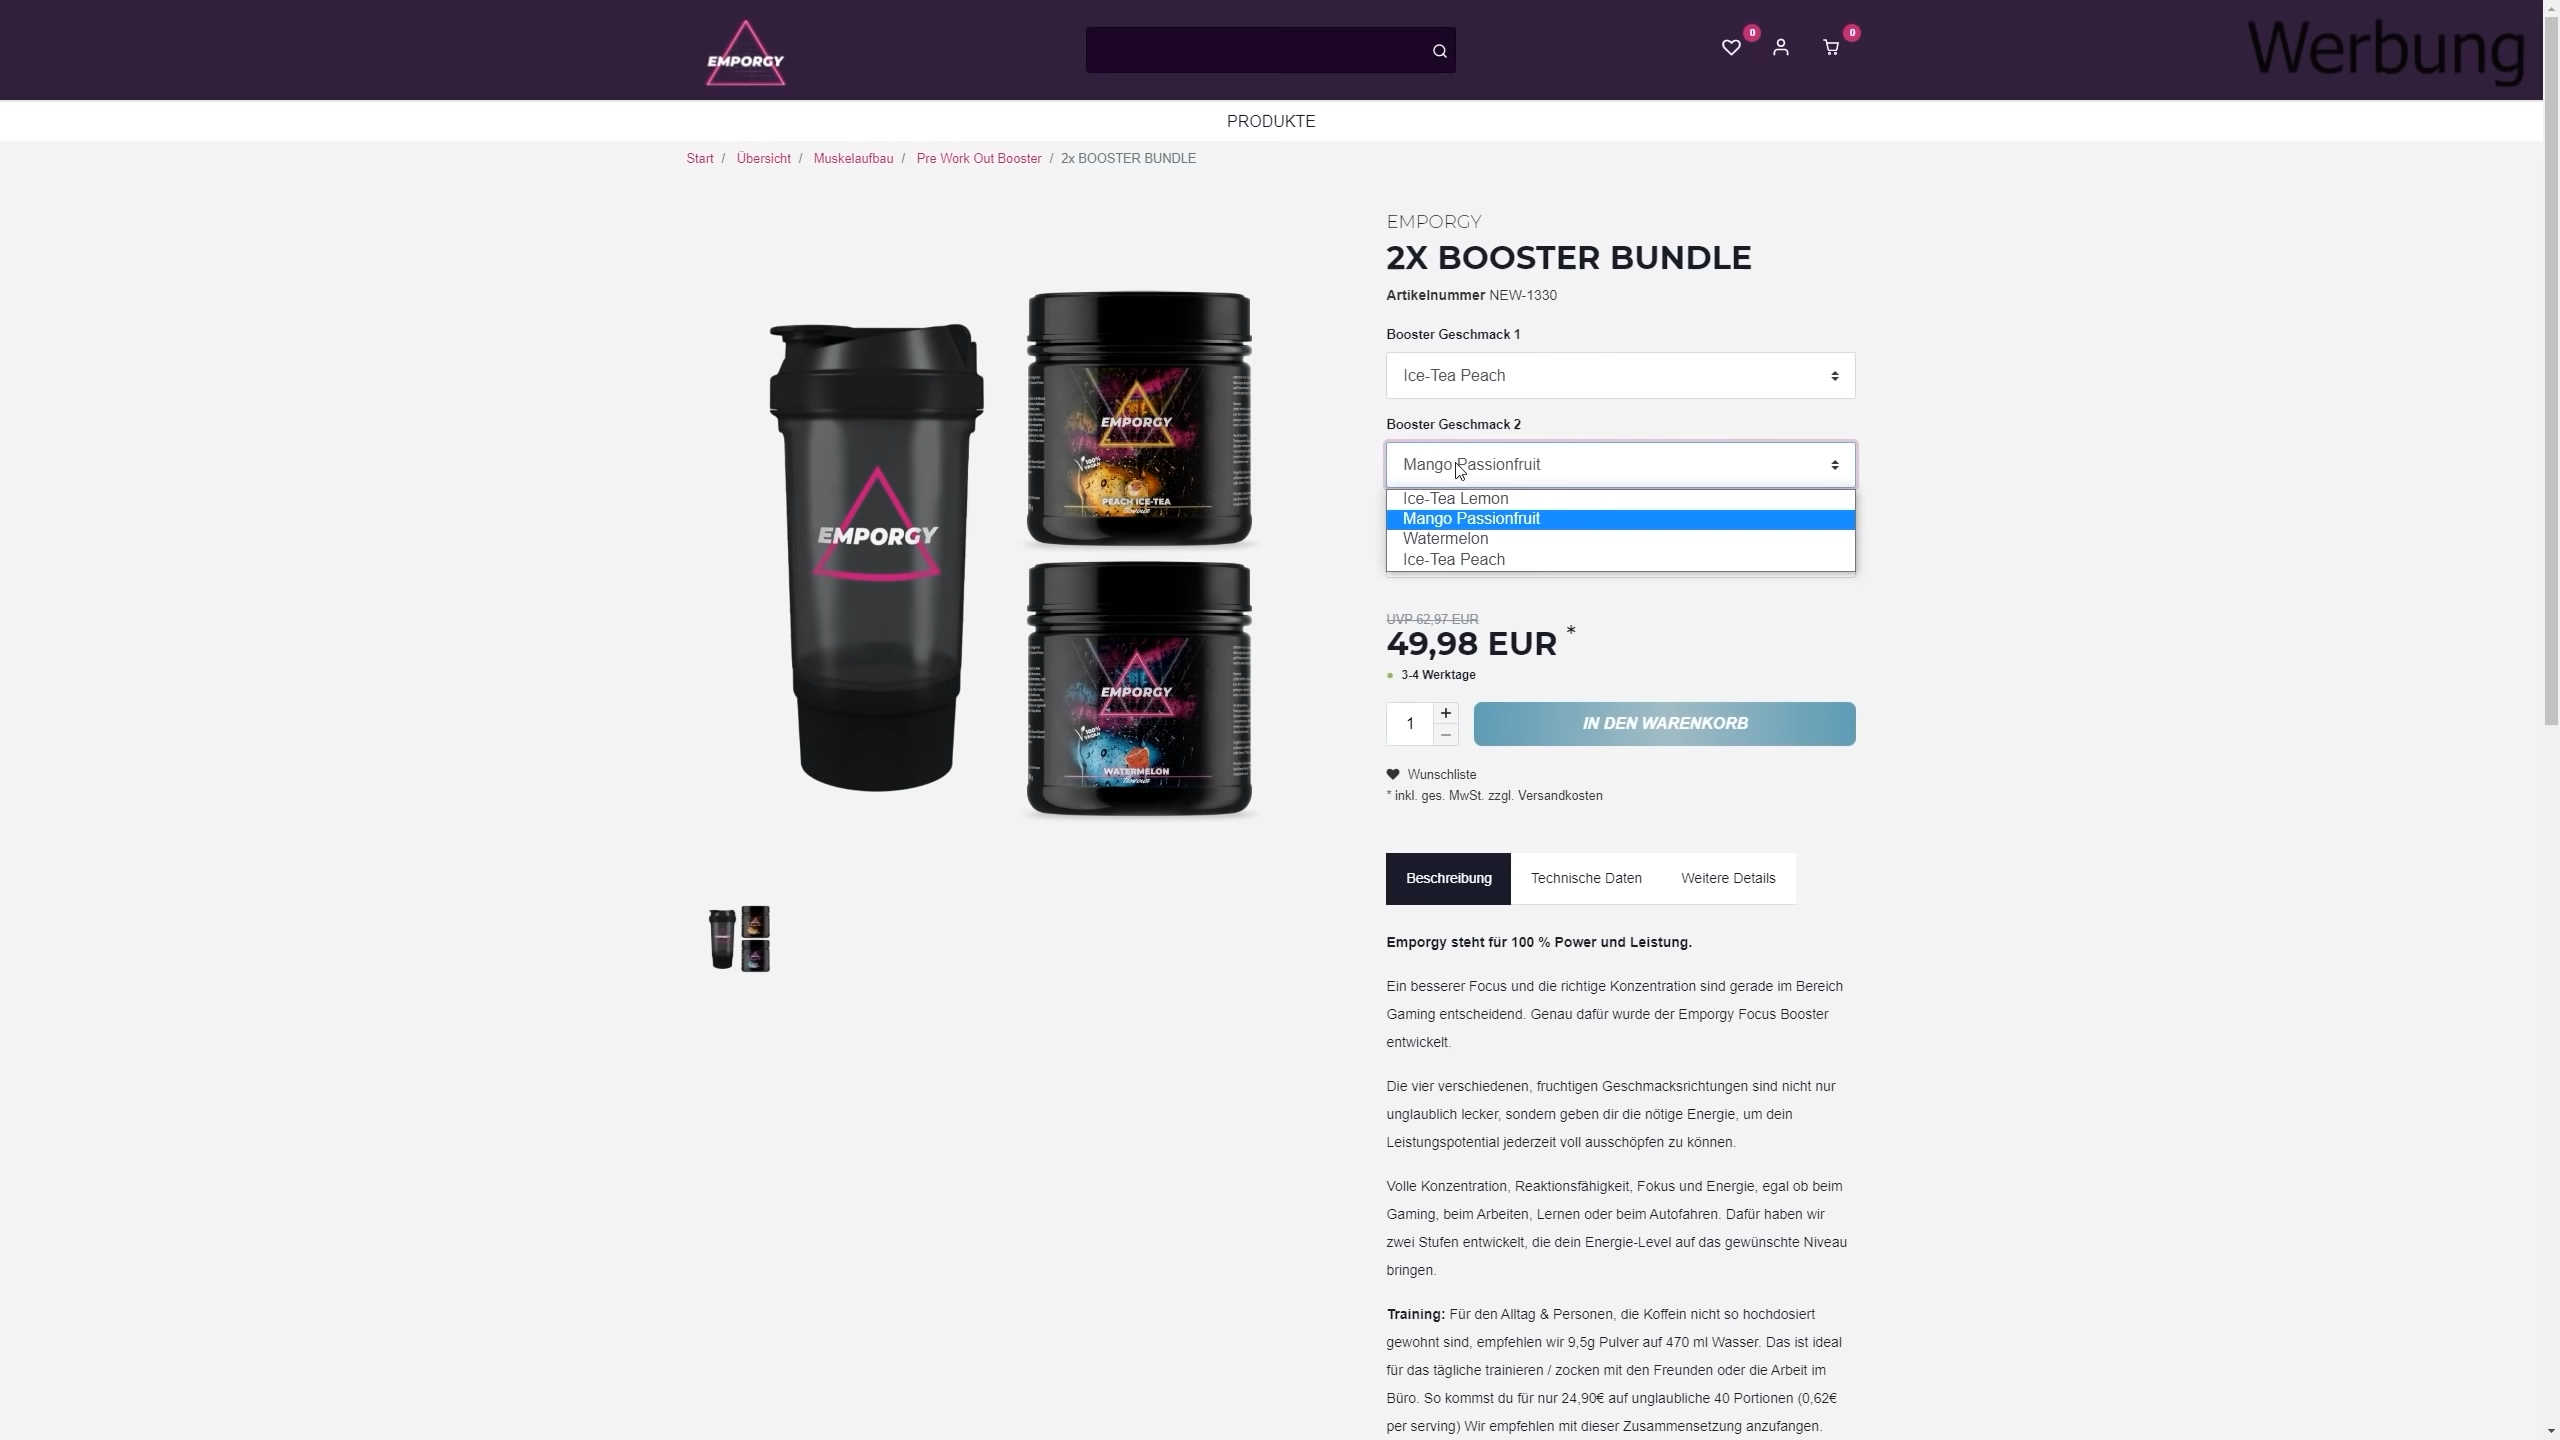 EMPORGY
0
0
Werbung
PRODUKTE
Start / Übersicht / Muskelaufbau / Pre Work Out Booster / 2x BOOSTER BUNDLE
EMPORGY
2X BOOSTER BUNDLE
Artikelnummer NEW-1330
Booster Geschmack 1
Ice-Tea Peach
Booster Geschmack 2
Mango Passionfruit
Ice-Tea Lemon
Mango Passionfruit
Watermelon
Ice-Tea Peach
UVP 62,97 EUR
49,98 EUR *
3-4 Werktage
1 + −
IN DEN WARENKORB
Wunschliste
* inkl. ges. MwSt. zzgl. Versandkosten
EMPORGY
EMPORGY
100% VEGAN
PEACH ICE-TEA
flavour
EMPORGY
100% VEGAN
WATERMELON
flavour
Beschreibung Technische Daten Weitere Details
Emporgy steht für 100 % Power und Leistung.
Ein besserer Focus und die richtige Konzentration sind gerade im Bereich
Gaming entscheidend. Genau dafür wurde der Emporgy Focus Booster
entwickelt.
Die vier verschiedenen, fruchtigen Geschmacksrichtungen sind nicht nur
unglaublich lecker, sondern geben dir die nötige Energie, um dein
Leistungspotential jederzeit voll ausschöpfen zu können.
Volle Konzentration, Reaktionsfähigkeit, Fokus und Energie, egal ob beim
Gaming, beim Arbeiten, Lernen oder beim Autofahren. Dafür haben wir
zwei Stufen entwickelt, die dein Energie-Level auf das gewünschte Niveau
bringen.
Training: Für den Alltag & Personen, die Koffein nicht so hochdosiert
gewohnt sind, empfehlen wir 9,5g Pulver auf 470 ml Wasser. Das ist ideal
für das tägliche trainieren / zocken mit den Freunden oder die Arbeit im
Büro. So kommst du für nur 24,90€ auf unglaubliche 40 Portionen (0,62€
per serving) Wir empfehlen mit dieser Zusammensetzung anzufangen.